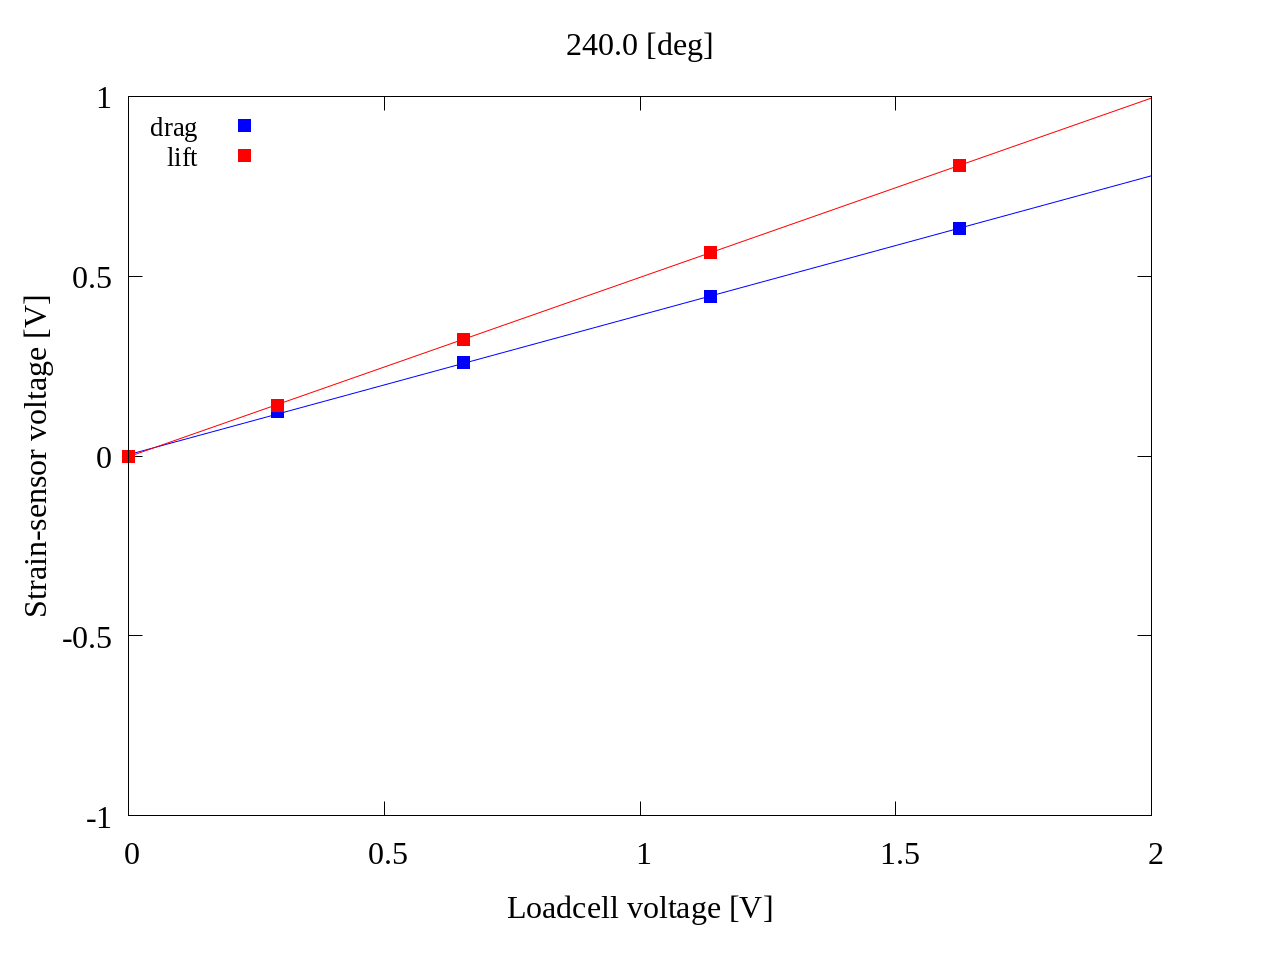 240.0 [deg]
drag
lift
1
0.5
0
-0.5
-1
Strain-sensor voltage [V]
0 0.5 1 1.5 2
Loadcell voltage [V]